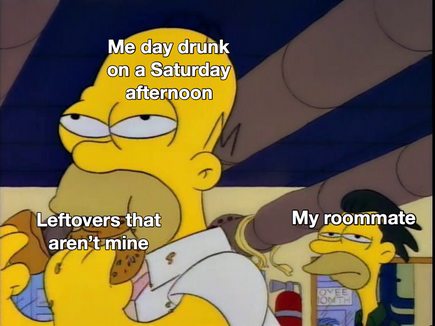 Me day drunk
on a Saturday
afternoon
Leftovers that
aren't mine
My roommate